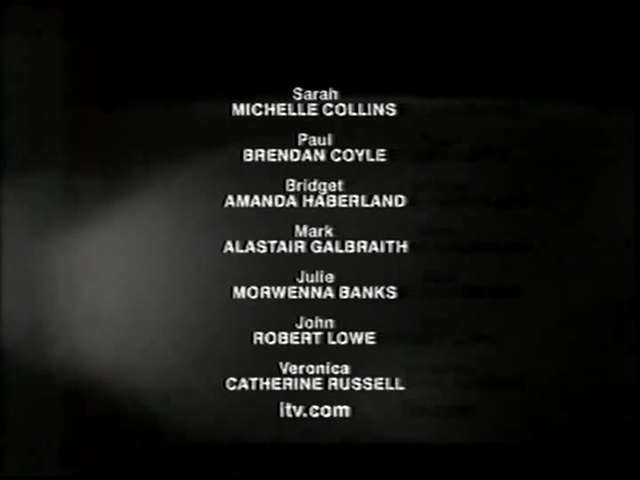 Sarah
MICHELLE COLLINS
Paul
BRENDAN COYLE
Bridget
AMANDA HABERLAND
Mark
ALASTAIR GALBRAITH
Julie
MORWENNA BANKS
John
ROBERT LOWE
Veronica
CATHERINE RUSSELL
itv.com